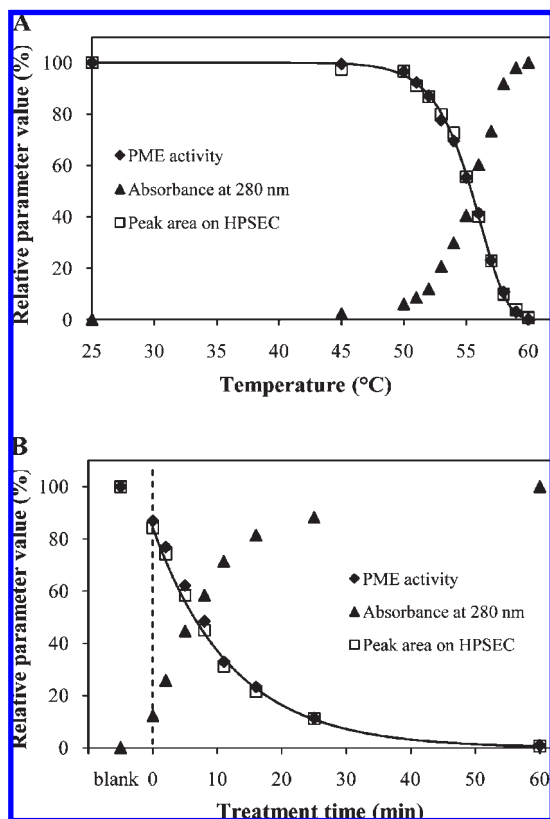 A
Relative parameter value (%)
100
80
60
40
20
0
PME activity
Absorbance at 280 nm
Peak area on HPSEC
25 30 35 40 45 50 55 60
Temperature (°C)
B
Relative parameter value (%)
100
80
60
40
20
0
PME activity
Absorbance at 280 nm
Peak area on HPSEC
blank 0 10 20 30 40 50 60
Treatment time (min)